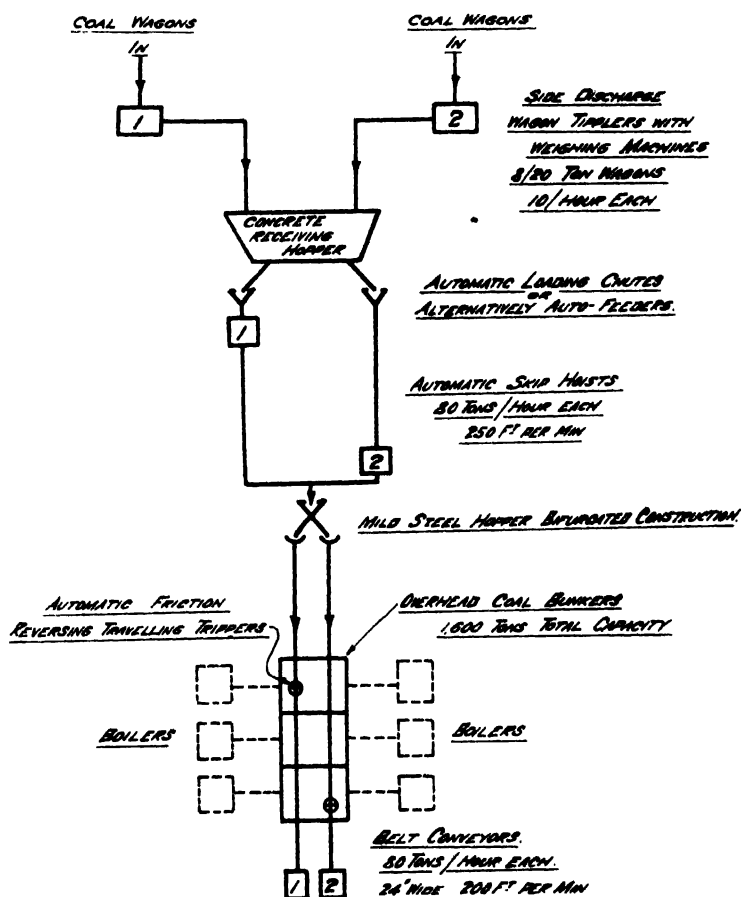 COAL WAGONS
IN
COAL WAGONS
IN
1
2
SIDE DISCHARGE
WAGON TIPPLERS WITH
WEIGHING MACHINES
8/20 TON WAGONS
10/HOUR EACH
CONCRETE
RECEIVING
HOPPER
AUTOMATIC LOADING CHUTES
OR
ALTERNATIVELY AUTO-FEEDERS.
1
AUTOMATIC SKIP HOISTS
80 TONS/HOUR EACH
250 FT PER MIN
2
MILD STEEL HOPPER BIFURCATED CONSTRUCTION.
AUTOMATIC FRICTION
REVERSING TRAVELLING TRIPPERS
OVERHEAD COAL BUNKERS
1,600 TONS TOTAL CAPACITY
BOILERS
BOILERS
BELT CONVEYORS.
80 TONS/HOUR EACH.
24" WIDE 200 FT PER MIN
1
2